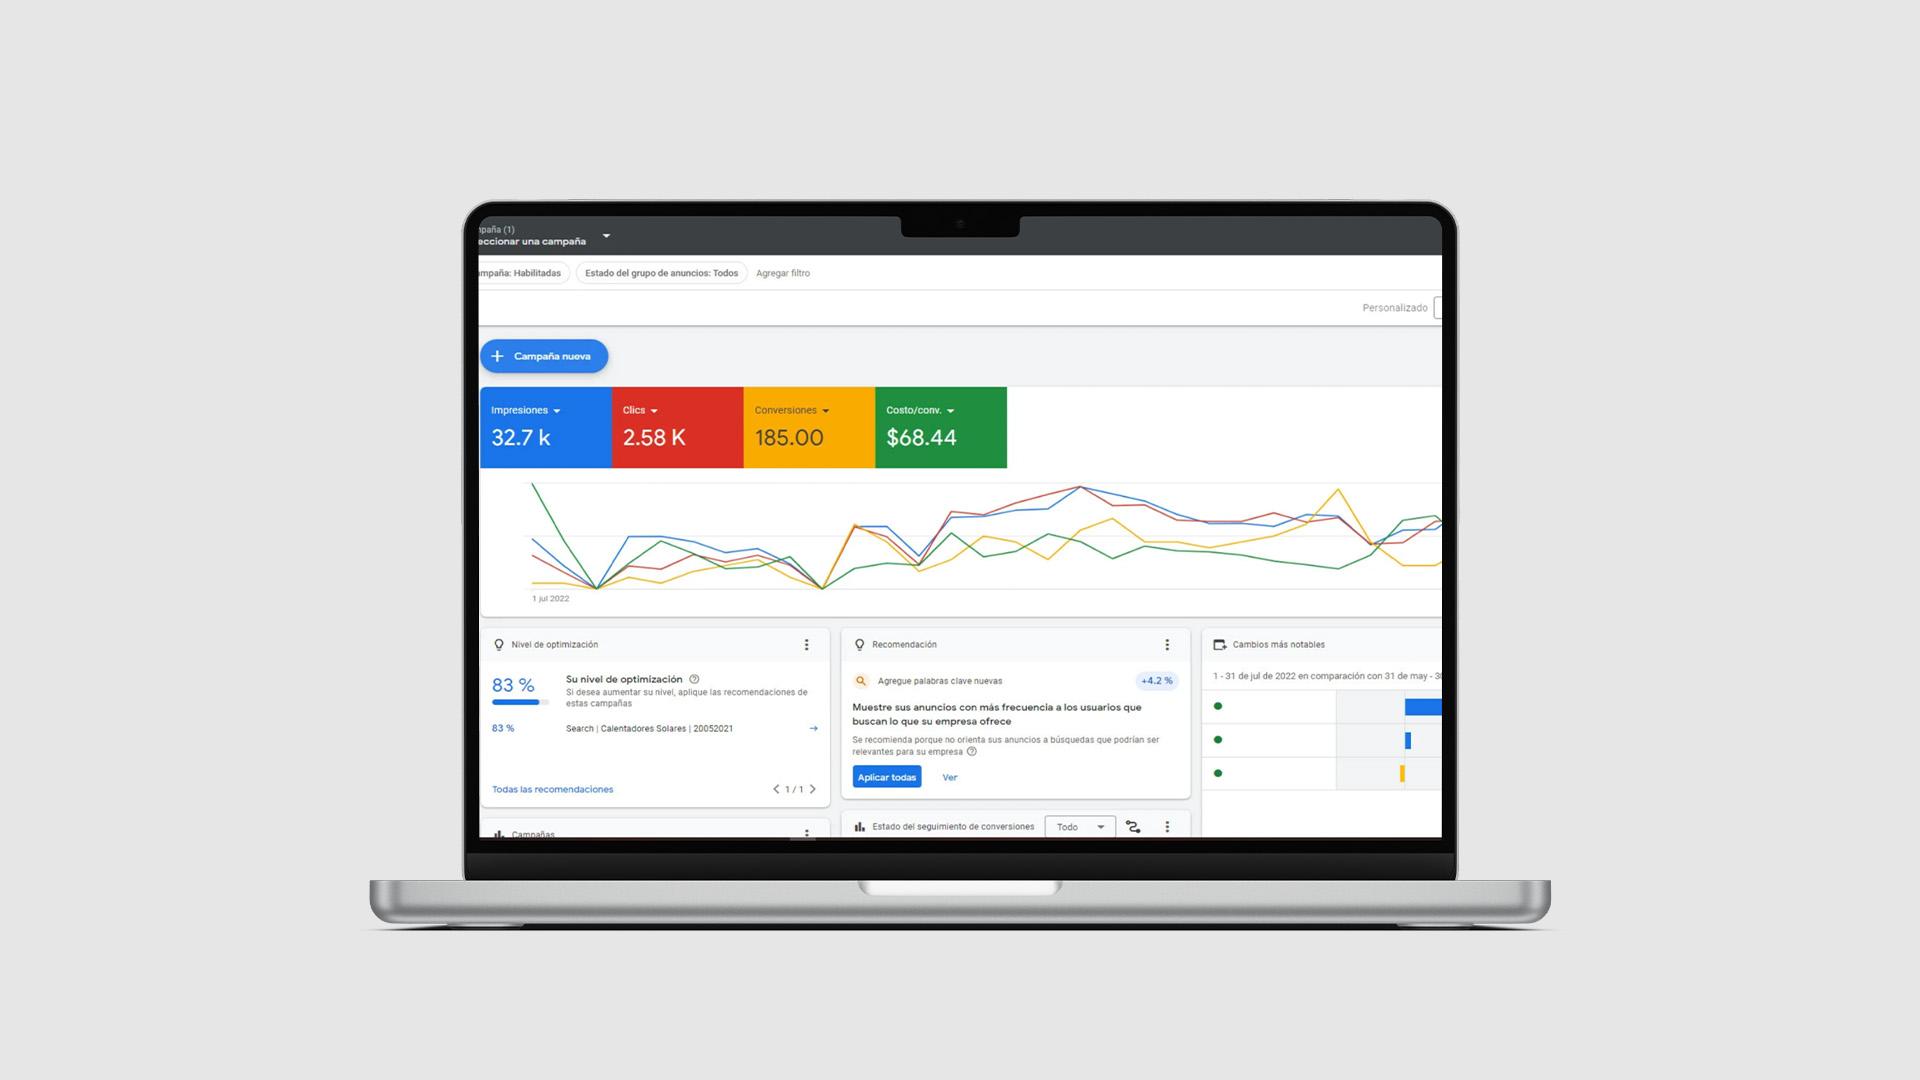 mpaña (1)
eccionar una campaña
ampaña: Habilitadas
Estado del grupo de anuncios: Todos
Agregar filtro
Personalizado
Campaña nueva
Impresiones
32.7 k
Clics
2.58 K
Conversiones
185.00
Costo/conv.
$68.44
1 jul 2022
Nivel de optimización
83 %
Su nivel de optimización
Si desea aumentar su nivel, aplique las recomendaciones de
estas campañas
83 %
Search | Calentadores Solares | 20052021
Todas las recomendaciones
1 / 1
Recomendación
Agregue palabras clave nuevas
+4.2 %
Muestre sus anuncios con más frecuencia a los usuarios que
buscan lo que su empresa ofrece
Se recomienda porque no orienta sus anuncios a búsquedas que podrían ser
relevantes para su empresa
Aplicar todas
Ver
Cambios más notables
1 - 31 de jul de 2022 en comparación con 31 de may - 30
Campañas
Estado del seguimiento de conversiones
Todo